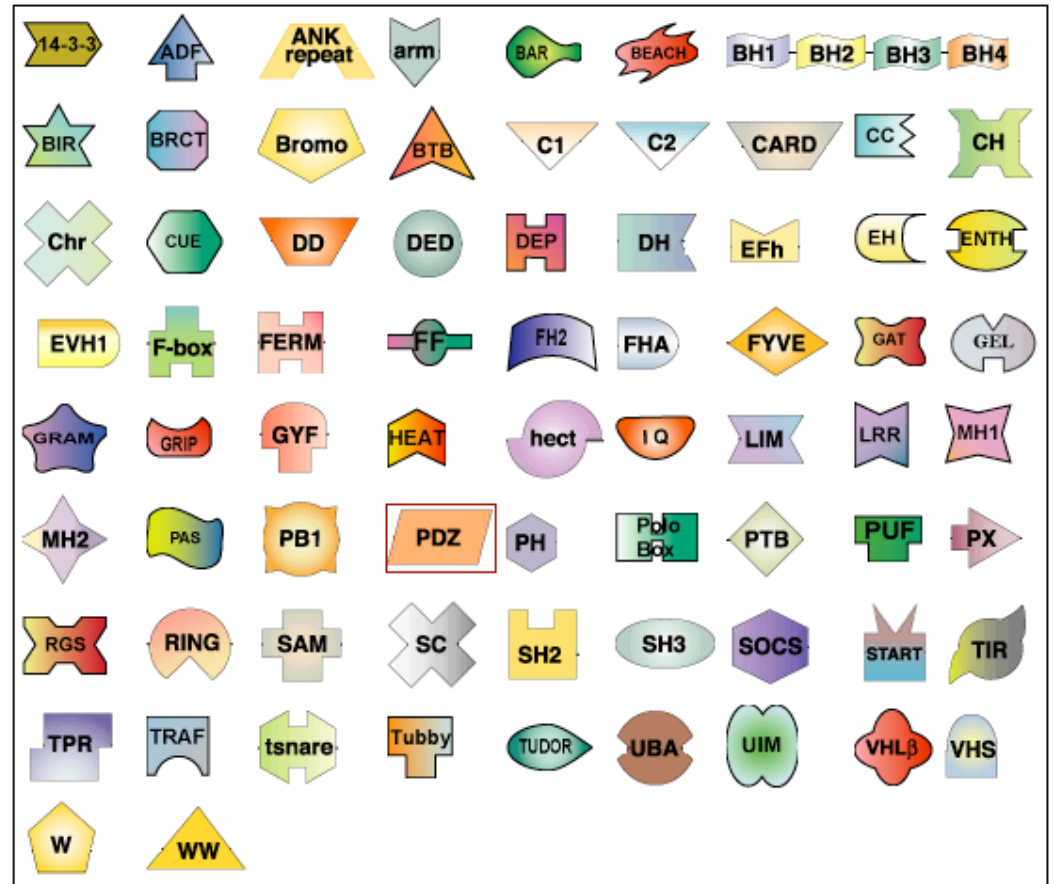 14-3-3 ADF ANK repeat arm BAR BEACH BH1 BH2 BH3 BH4
BIR BRCT Bromo BTB C1 C2 CARD CC CH
Chr CUE DD DED DEP DH EFh EH ENTH
EVH1 F-box FERM FF FH2 FHA FYVE GAT GEL
GRAM GRIP GYF HEAT hect IQ LIM LRR MH1
MH2 PAS PB1 PDZ PH Polo Box PTB PUF PX
RGS RING SAM SC SH2 SH3 SOCS START TIR
TPR TRAF tsnare Tubby TUDOR UBA UIM VHLβ VHS
W WW